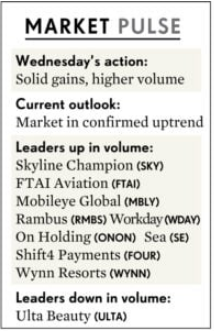 MARKET PULSE
Wednesday's action:
Solid gains, higher volume
Current outlook:
Market in confirmed uptrend
Leaders up in volume:
Skyline Champion (SKY)
FTAI Aviation (FTAI)
Mobileye Global (MBLY)
Rambus (RMBS) Workday (WDAY)
On Holding (ONON) Sea (SE)
Shift4 Payments (FOUR)
Wynn Resorts (WYNN)
Leaders down in volume:
Ulta Beauty (ULTA)